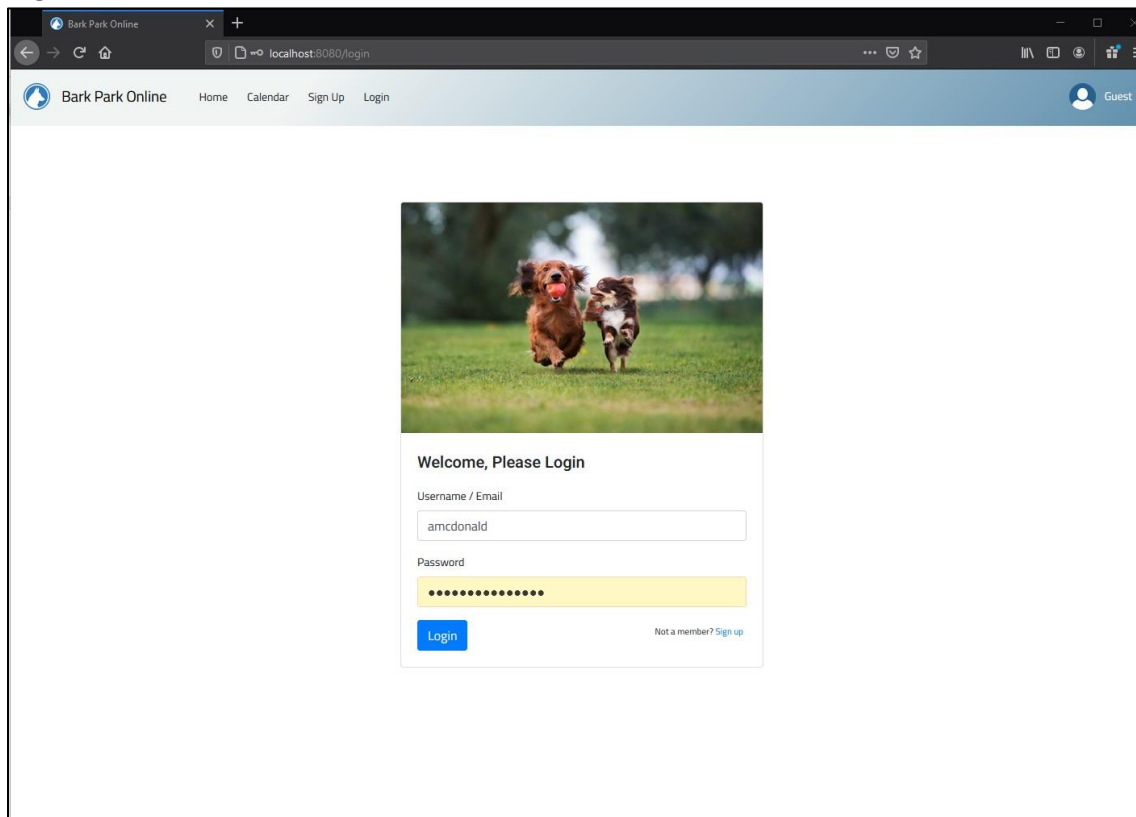 Bark Park Online
localhost:8080/login
Bark Park Online Home Calendar Sign Up Login Guest
Welcome, Please Login
Username / Email
amcdonald
Password
●●●●●●●●●●●●●●●
Login Not a member? Sign up